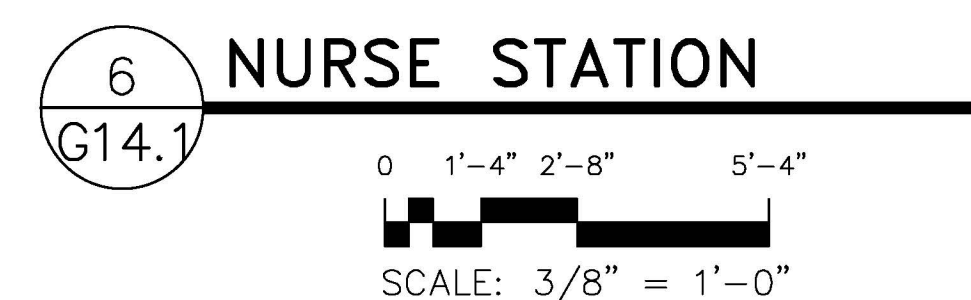 6 NURSE STATION
G14.1
0 1'-4" 2'-8" 5'-4"
SCALE: 3/8" = 1'-0"